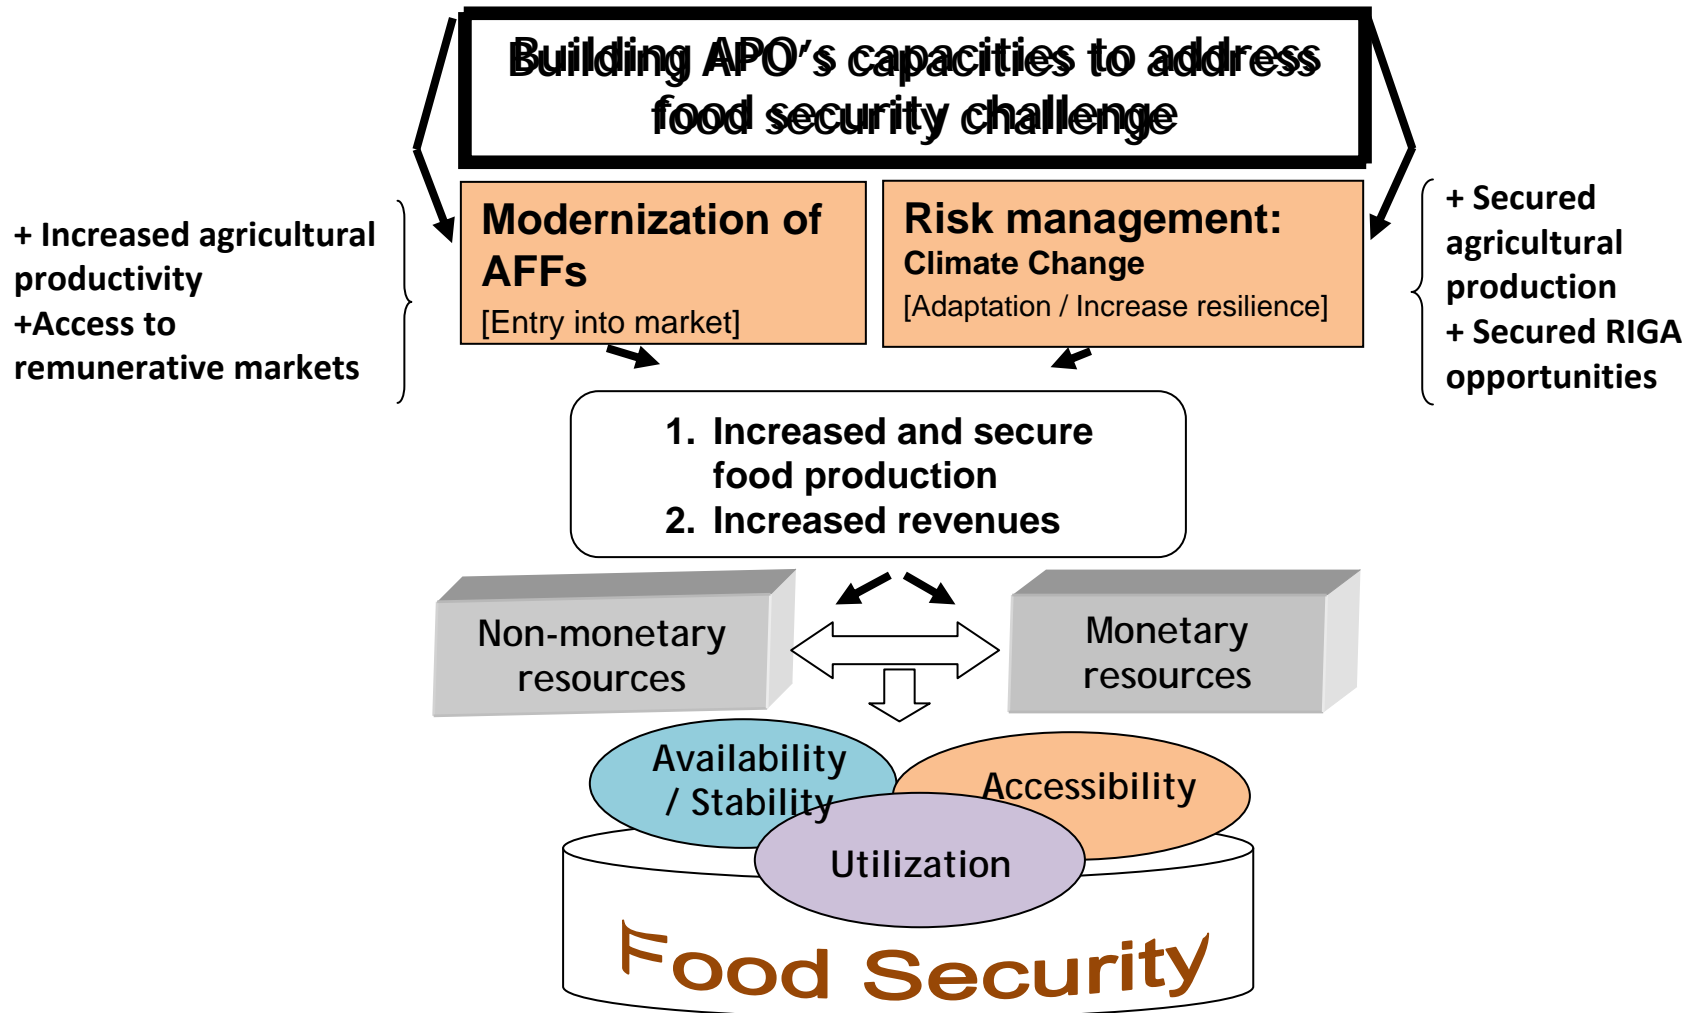 Building APO's capacities to address
food security challenge
+ Increased agricultural
productivity
+Access to
remunerative markets
Modernization of
AFFs
[Entry into market]
Risk management:
Climate Change
[Adaptation / Increase resilience]
+ Secured
agricultural
production
+ Secured RIGA
opportunities
1. Increased and secure
food production
2. Increased revenues
Non-monetary
resources
Monetary
resources
Availability
/ Stability
Accessibility
Utilization
Food Security